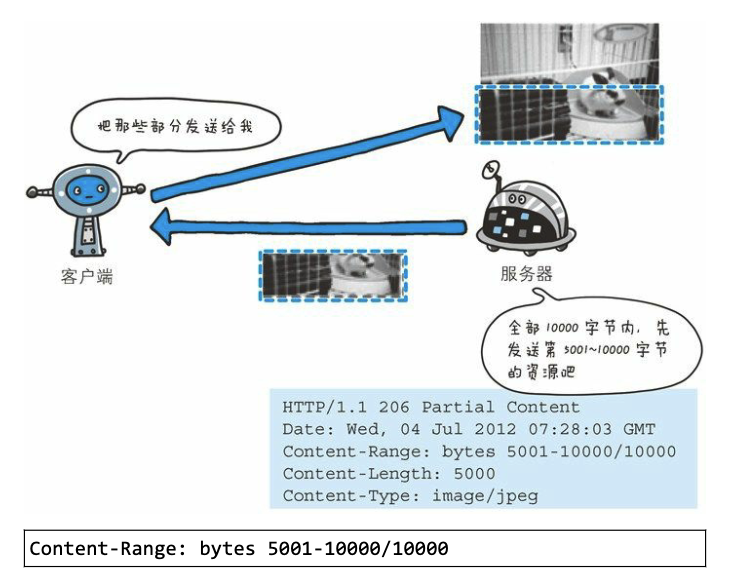 把那些部分发送给我
客户端
服务器
全部 10000 字节内，先
发送第 5001~10000 字节
的资源吧
HTTP/1.1 206 Partial Content
Date: Wed, 04 Jul 2012 07:28:03 GMT
Content-Range: bytes 5001-10000/10000
Content-Length: 5000
Content-Type: image/jpeg
Content-Range: bytes 5001-10000/10000